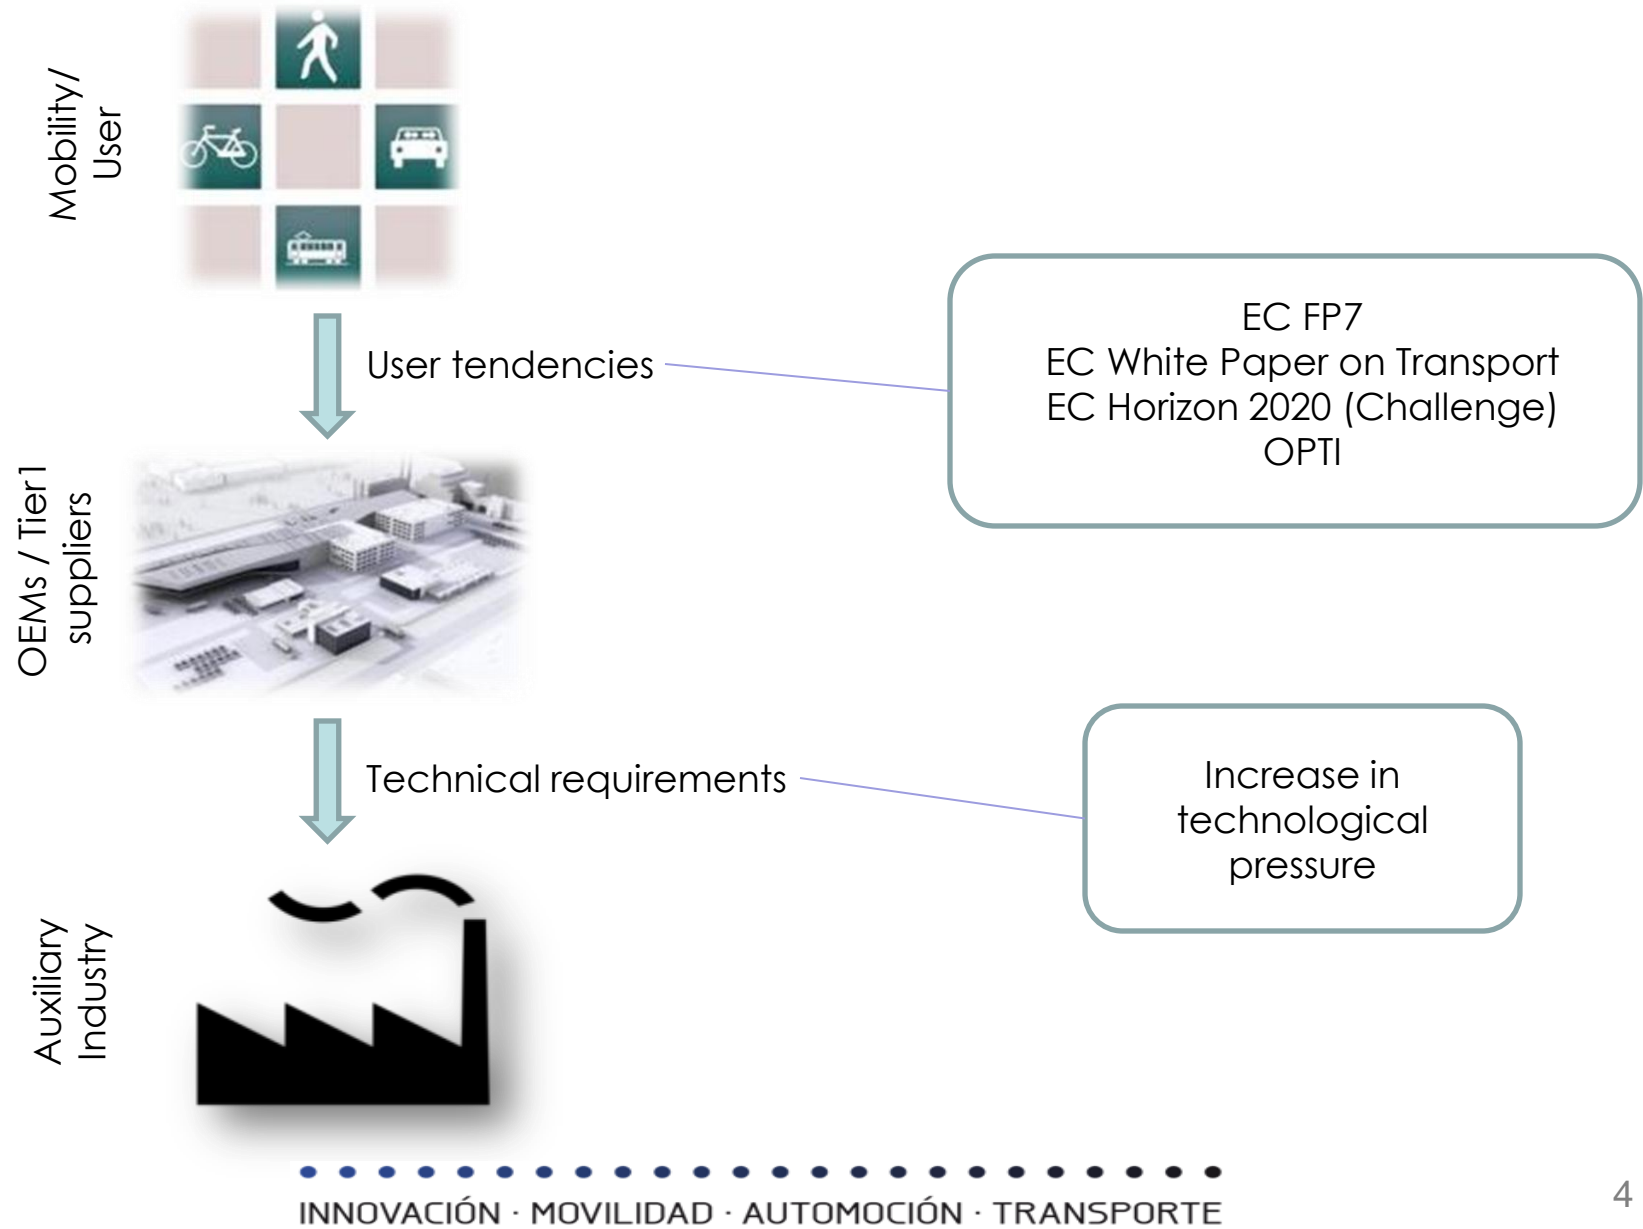 Mobility/
User
User tendencies
EC FP7
EC White Paper on Transport
EC Horizon 2020 (Challenge)
OPTI
OEMs / Tier1
suppliers
Technical requirements
Increase in
technological
pressure
Auxiliary
Industry
INNOVACIÓN · MOVILIDAD · AUTOMOCIÓN · TRANSPORTE
4